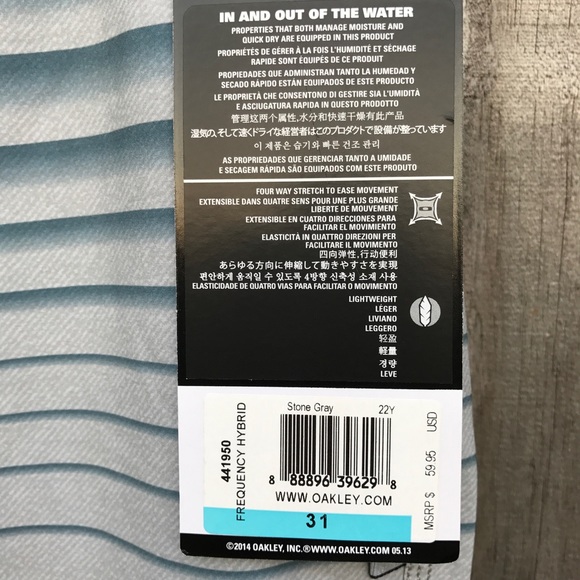 IN AND OUT OF THE WATER
PROPERTIES THAT BOTH MANAGE MOISTURE AND
QUICK DRY ARE EQUIPPED IN THIS PRODUCT
PROPRIÉTÉS DE GÉRER À LA FOIS L'HUMIDITÉ ET SÉCHAGE
RAPIDE SONT ÉQUIPÉS DE CE PRODUIT
PROPIEDADES QUE ADMINISTRAN TANTO LA HUMEDAD Y
SECADO RÁPIDO ESTÁN EQUIPADOS DE ESTE PRODUCTO
LE PROPRIETÀ CHE CONSENTONO DI GESTIRE SIA L'UMIDITÀ
E ASCIUGATURA RAPIDA IN QUESTO PRODOTTO
管理这两个属性,水分和快速干燥有此产品
湿気の、そして速くドライな経営者はこのプロダクトで設備が整っています
이 제품은 습기와 빠른 건조 관리
AS PROPRIEDADES QUE GERENCIAR TANTO A UMIDADE
E SECAGEM RÁPIDA SÃO EQUIPADOS COM ESTE PRODUTO
FOUR WAY STRETCH TO EASE MOVEMENT
EXTENSIBLE DANS QUATRE SENS POUR UNE PLUS GRANDE
LIBERTE DE MOUVEMENT
EXTENSIBLE EN CUATRO DIRECCIONES PARA
FACILITAR EL MOVIMIENTO
ELASTICITÀ IN QUATTRO DIREZIONI PER
FACILITARE IL MOVIMENTO
四向弹性,行动便利
あらゆる方向に伸縮して動きやすさを実現
편안하게 움직일 수 있도록 4방향 신축성 소재 사용
ELASTICIDADE DE QUATRO VIAS PARA FACILITAR O MOVIMENTO
LIGHTWEIGHT
LÉGER
LIVIANO
LEGGERO
轻盈
軽量
경량
LEVE
Stone Gray 22Y
441950
FREQUENCY HYBRID
8 88896 39629 8
WWW.OAKLEY.COM
31
MSRP $ 59.95 USD
©2014 OAKLEY, INC.®WWW.OAKLEY.COM 05.13